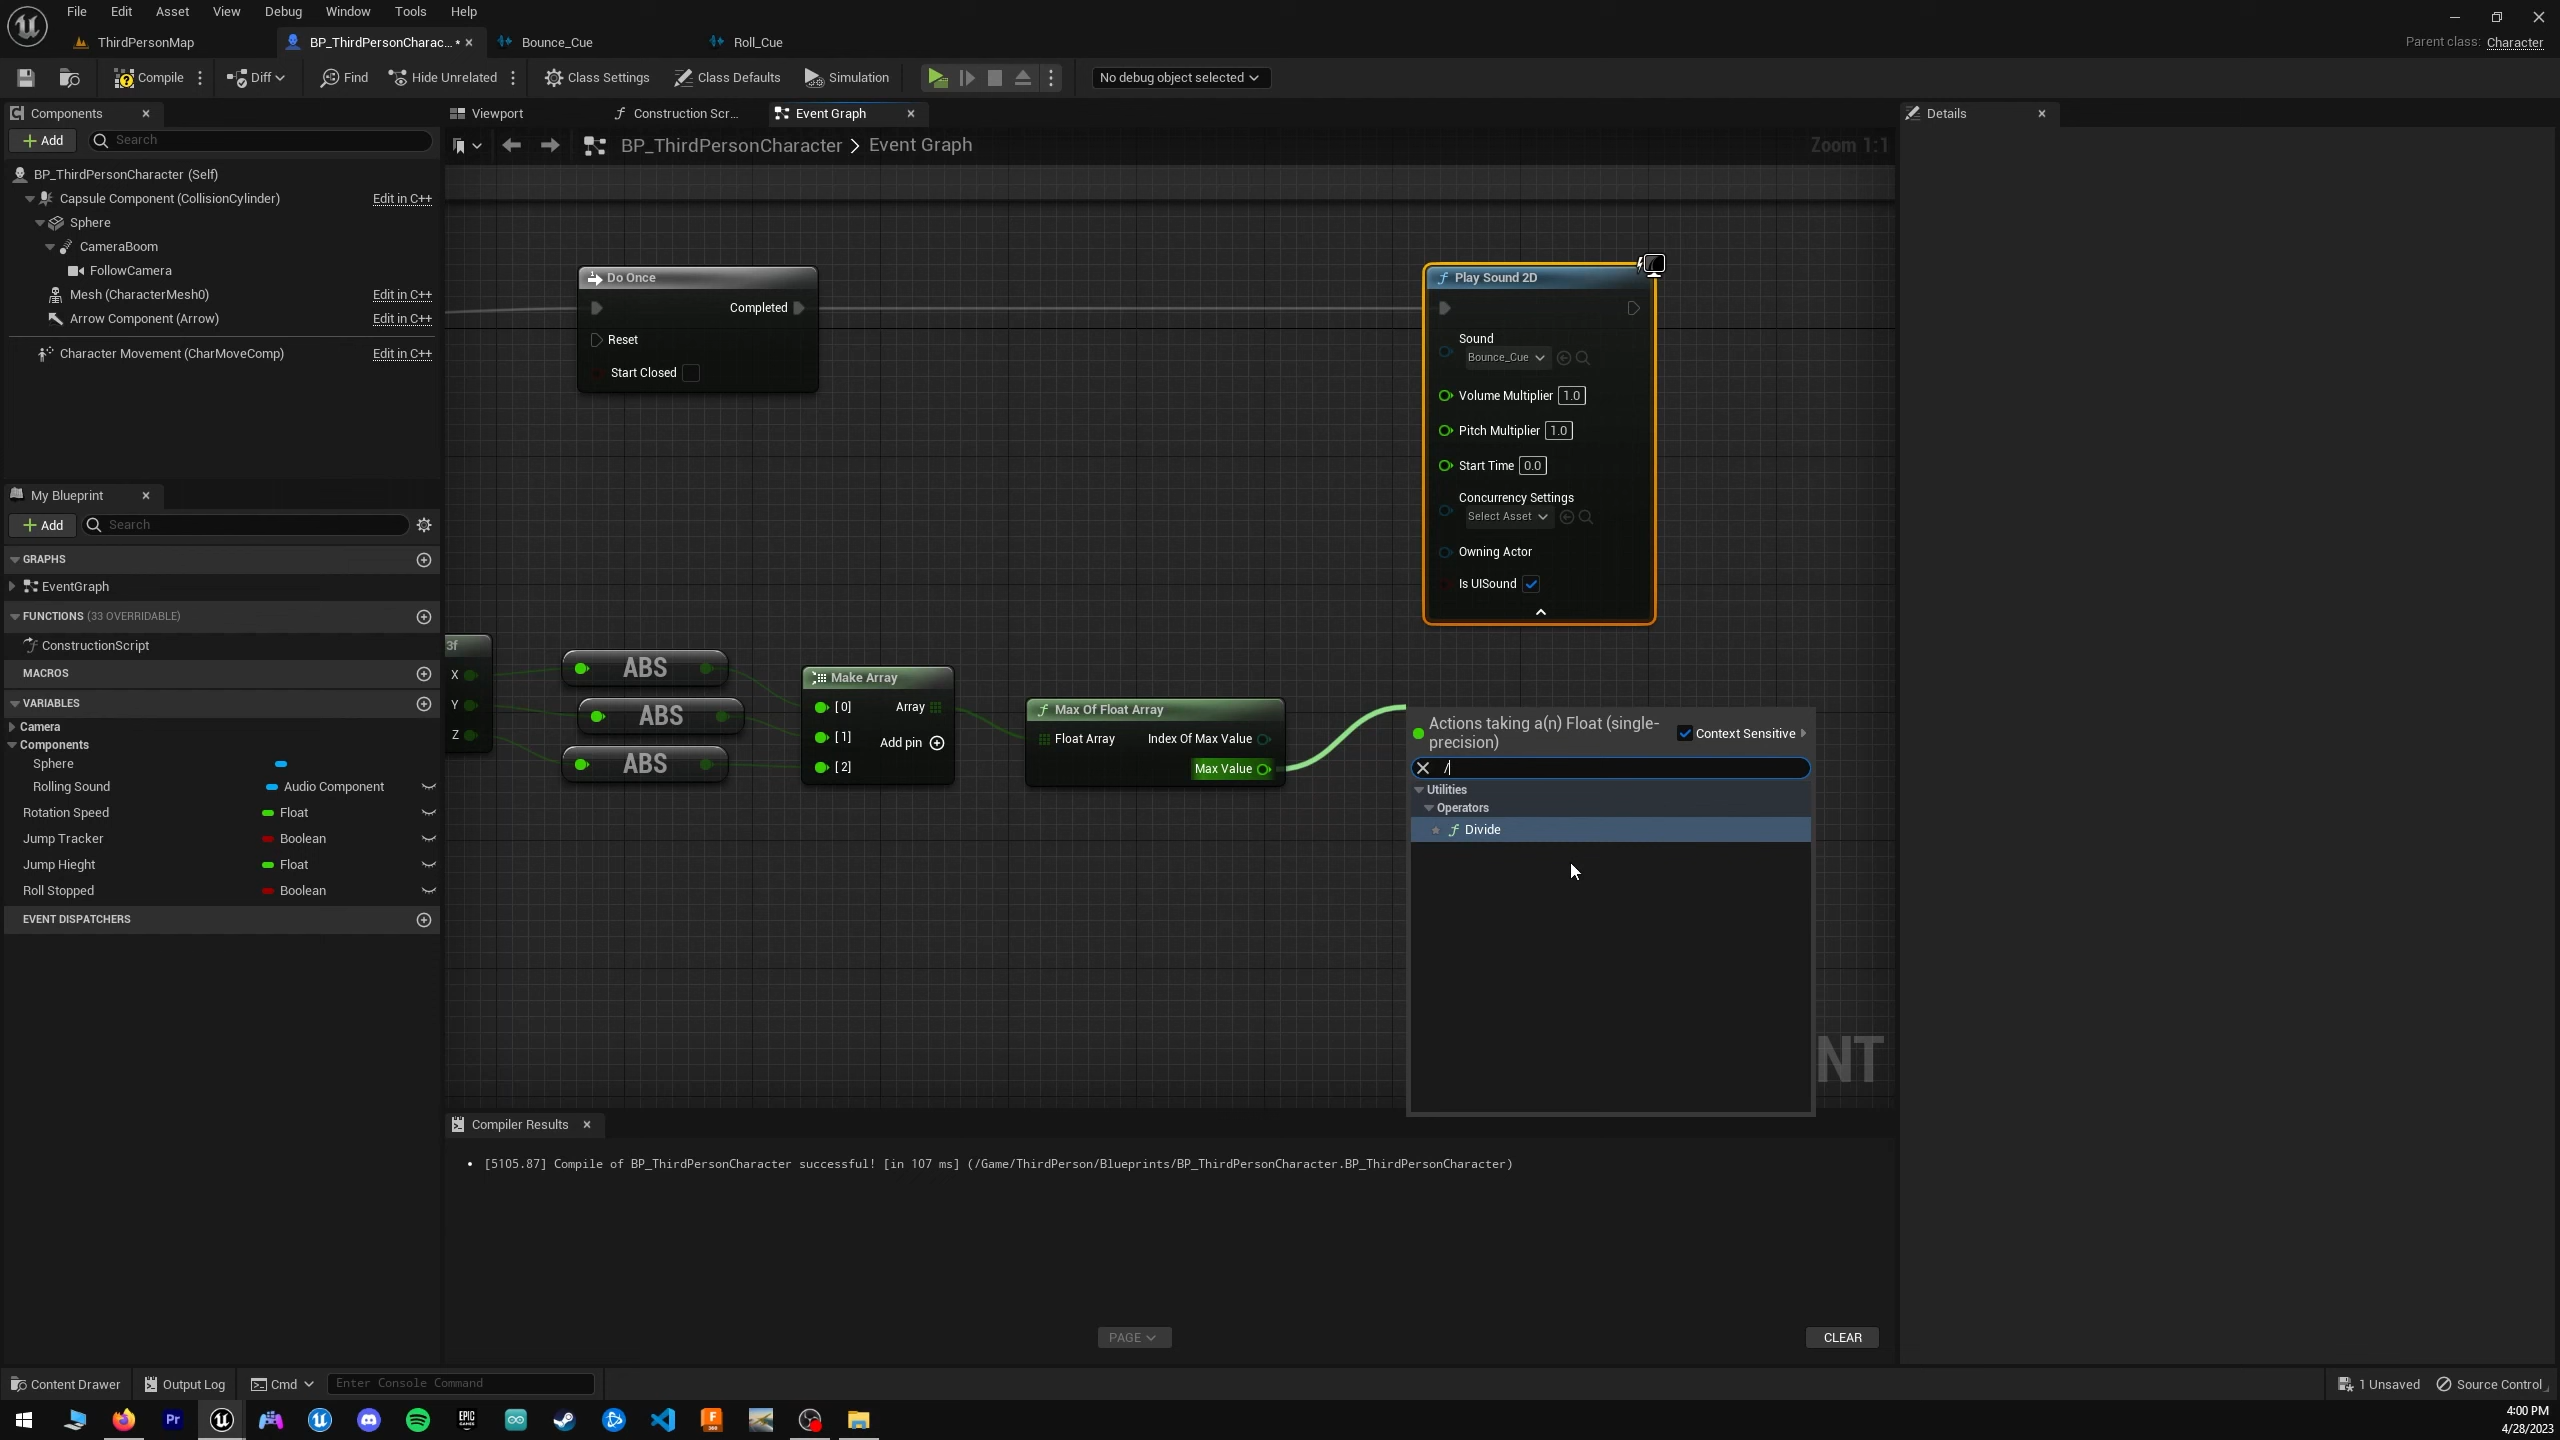 File Edit Asset View Debug Window Tools Help
ThirdPersonMap
BP_ThirdPersonCharac... *
Bounce_Cue
Roll_Cue
Parent class: Character
Compile
Diff
Find
Hide Unrelated
Class Settings
Class Defaults
Simulation
No debug object selected
Components
Viewport
Construction Scr...
Event Graph
Details
Add
Search
BP_ThirdPersonCharacter > Event Graph
Zoom 1:1
BP_ThirdPersonCharacter (Self)
Capsule Component (CollisionCylinder) Edit in C++
Sphere
CameraBoom
FollowCamera
Mesh (CharacterMesh0) Edit in C++
Arrow Component (Arrow) Edit in C++
Character Movement (CharMoveComp) Edit in C++
My Blueprint
Add
Search
GRAPHS
EventGraph
FUNCTIONS (33 OVERRIDABLE)
ConstructionScript
MACROS
VARIABLES
Camera
Components
Sphere
Rolling Sound Audio Component
Rotation Speed Float
Jump Tracker Boolean
Jump Hieght Float
Roll Stopped Boolean
EVENT DISPATCHERS
Do Once
Completed
Reset
Start Closed
Play Sound 2D
Sound
Bounce_Cue
Volume Multiplier 1.0
Pitch Multiplier 1.0
Start Time 0.0
Concurrency Settings
Select Asset
Owning Actor
Is UISound
3f
X
Y
Z
ABS
ABS
ABS
Make Array
[0] Array
[1] Add pin
[2]
Max Of Float Array
Float Array Index Of Max Value
Max Value
Actions taking a(n) Float (single-
precision)
Context Sensitive
/
Utilities
Operators
f Divide
NT
Compiler Results
• [5105.87] Compile of BP_ThirdPersonCharacter successful! [in 107 ms] (/Game/ThirdPerson/Blueprints/BP_ThirdPersonCharacter.BP_ThirdPersonCharacter)
PAGE
CLEAR
Content Drawer
Output Log
Cmd
Enter Console Command
1 Unsaved
Source Control
Pr
EPIC
GAMES
F
4:00 PM
4/28/2023